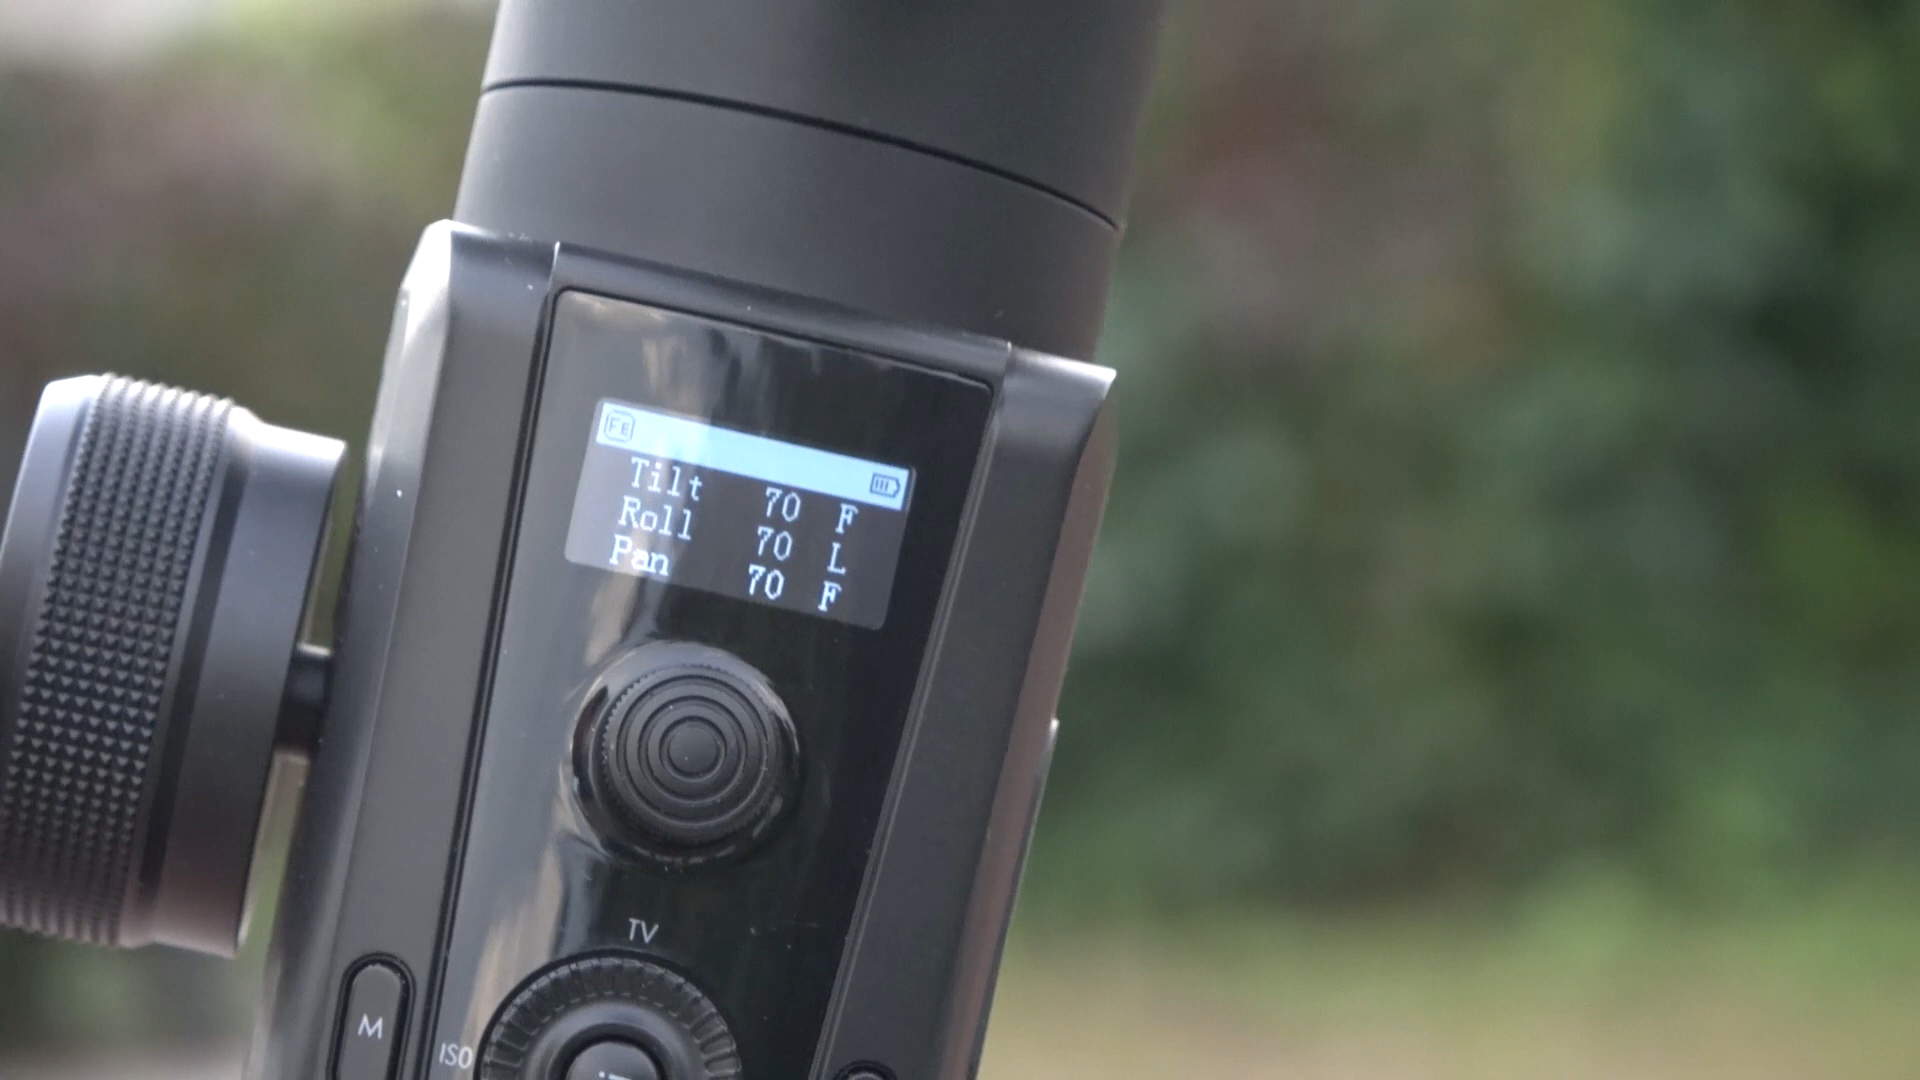 FE
Tilt 70 F
Roll 70 L
Pan 70 F
TV
M
ISO